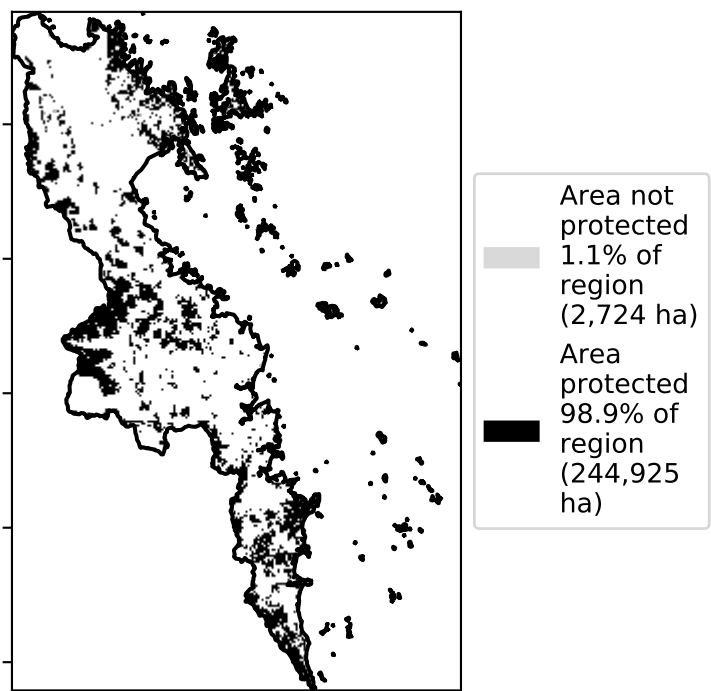 Area not
protected
1.1% of
region
(2,724 ha)
Area
protected
98.9% of
region
(244,925
ha)